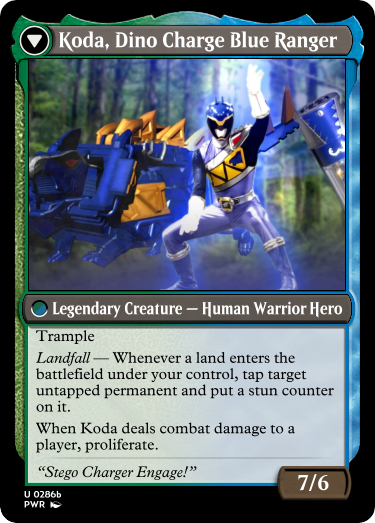 Koda, Dino Charge Blue Ranger
Legendary Creature — Human Warrior Hero
Trample
Landfall — Whenever a land enters the
battlefield under your control, tap target
untapped permanent and put a stun counter
on it.
When Koda deals combat damage to a
player, proliferate.
“Stego Charger Engage!”
7/6
U 0286b
PWR